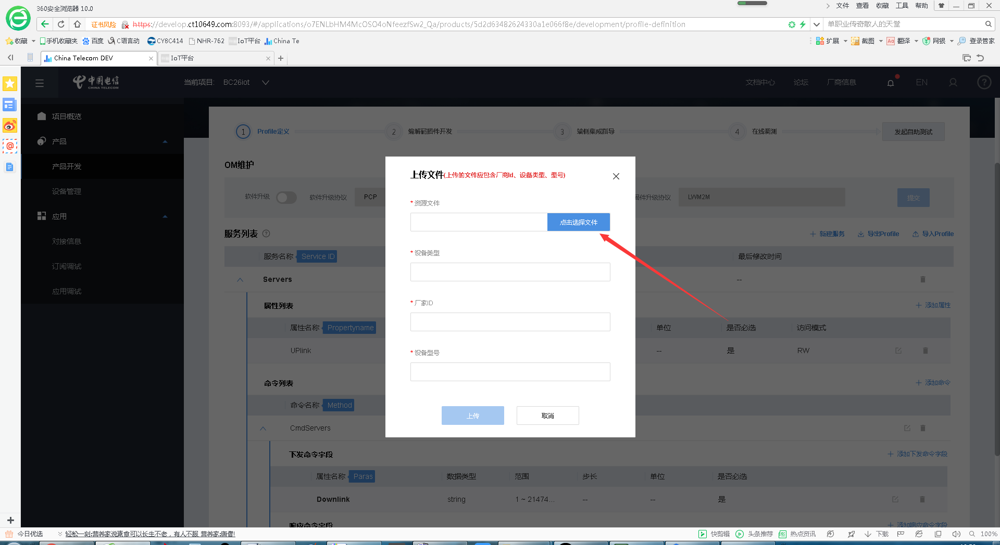 360安全浏览器 10.0
文件 查看 收藏 工具 帮助
证书风险 https://develop.ct10649.com:8093/#/applications/o7ENLbHM4McOSO4oNfeezfSw2_Qa/products/5d2d63482624330a1e066f8e/development/profile-definition
单职业传奇散人的天堂
收藏 手机收藏夹 百度 C语言动 CY8C414 NHR-762 IoT平台 China Te
扩展 截图 Aa 翻译 网银 登录管家
China Telecom DEV
IoT平台
中国电信
CHINA TELECOM
当前项目: BC26iot
文档中心 论坛 厂商信息 EN
项目概览
产品
产品开发
设备管理
应用
对接信息
订阅调试
应用调试
1 Profile定义
2 编解码插件开发
3 端侧集成指导
4 在线调测
发起自助测试
OM维护
软件升级 软件升级协议 PCP
固件升级协议 LWM2M
提交
服务列表
新建服务 导出Profile 导入Profile
服务名称 Service ID 最后修改时间
Servers --
属性列表 添加属性
属性名称 Propertyname 单位 是否必选 访问模式
UPlink -- 是 RW
命令列表 添加命令
命令名称 Method
CmdServers
下发命令字段 添加下发命令字段
属性名称 Paras 数据类型 范围 步长 单位 是否必选
Downlink string 1 ~ 21474... -- -- 是
响应命令字段 添加响应命令字段
上传文件(上传的文件应包含厂商Id、设备类型、型号)
* 资源文件
点击选择文件
* 设备类型
* 厂家ID
* 设备型号
上传 取消
今日优选 轻松一刻:营养家说素食可以长生不老，有人不服 营养家:唐僧!
快剪辑 头条推荐 热点资讯 下载 100%